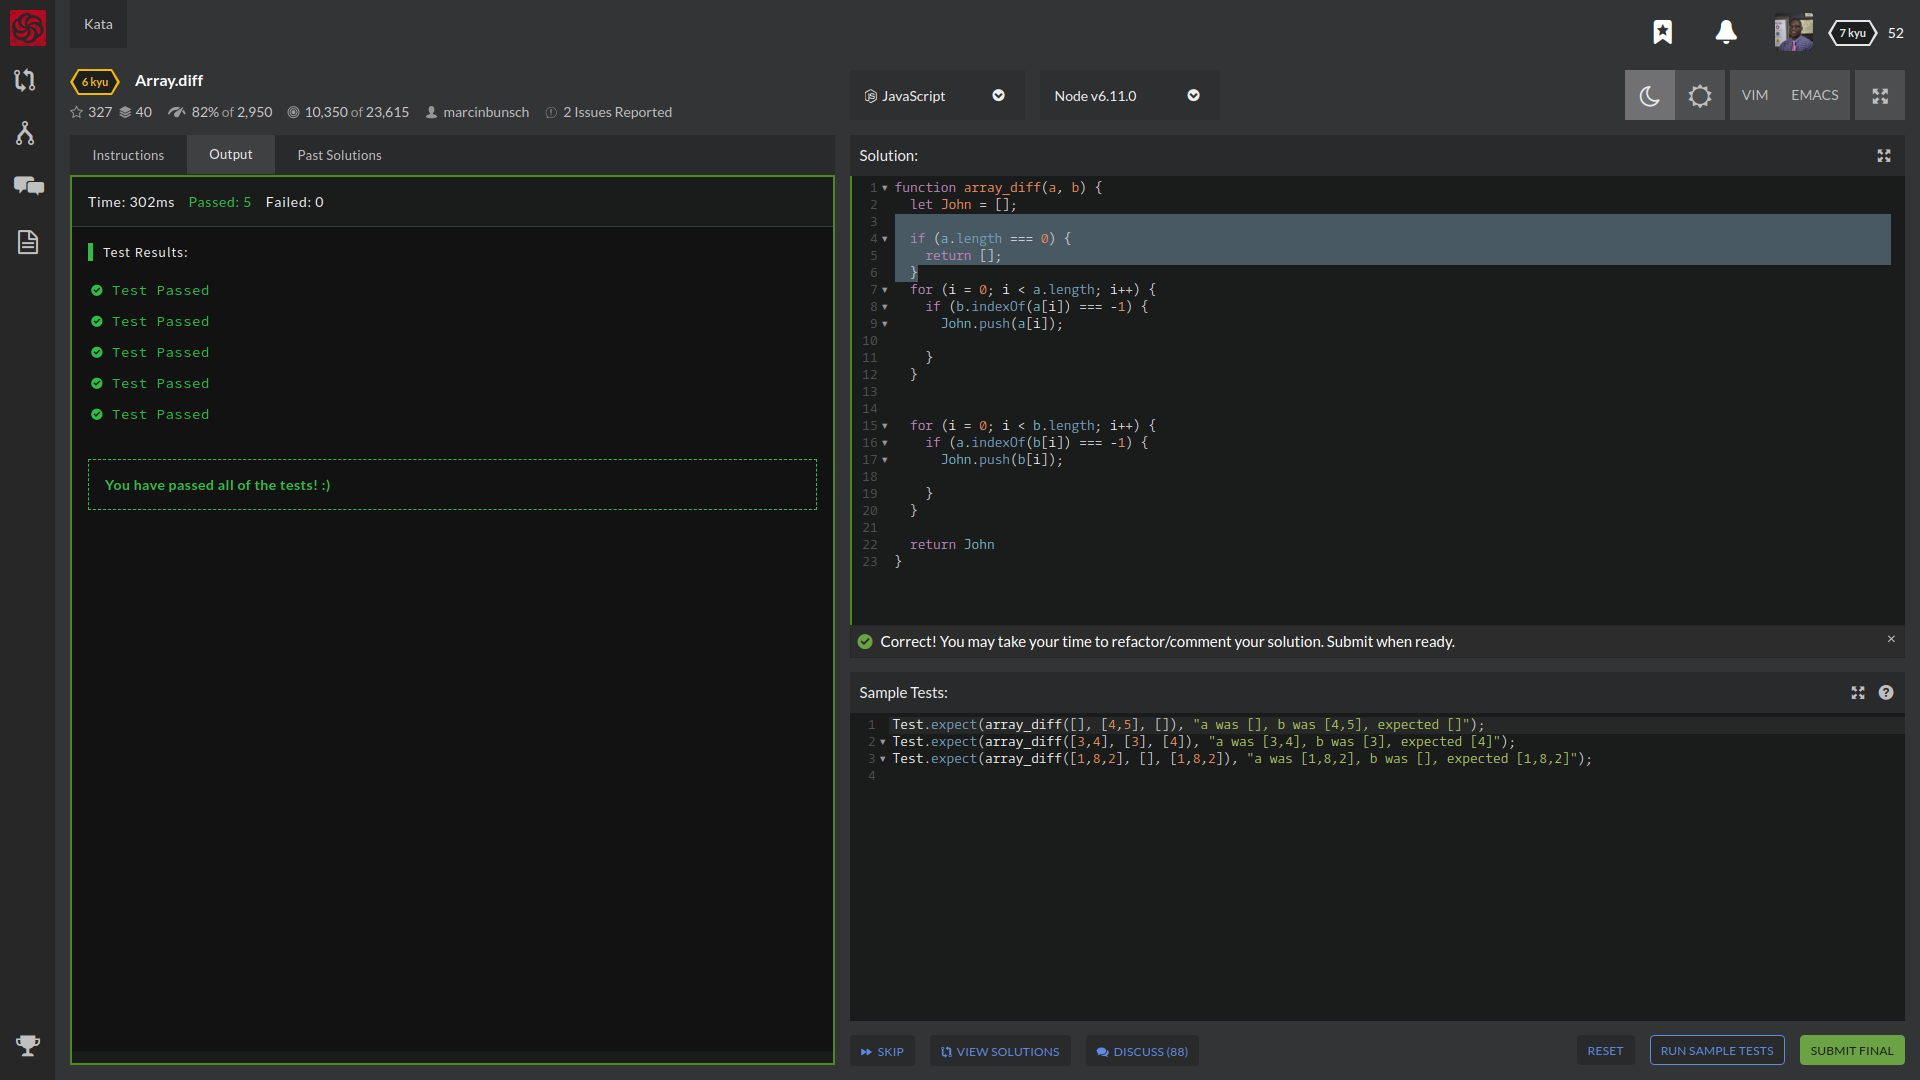 Kata
7 kyu
52
6 kyu
Array.diff
327 40 82% of 2,950 10,350 of 23,615 marcinbunsch 2 Issues Reported
JavaScript
Node v6.11.0
VIM
EMACS
Instructions
Output
Past Solutions
Time: 302ms Passed: 5 Failed: 0
Test Results:
Test Passed
Test Passed
Test Passed
Test Passed
Test Passed
You have passed all of the tests! :)
Solution:
1 function array_diff(a, b) {
2 let John = [];
3
4 if (a.length === 0) {
5 return [];
6 }
7 for (i = 0; i < a.length; i++) {
8 if (b.indexOf(a[i]) === -1) {
9 John.push(a[i]);
10
11 }
12 }
13
14
15 for (i = 0; i < b.length; i++) {
16 if (a.indexOf(b[i]) === -1) {
17 John.push(b[i]);
18
19 }
20 }
21
22 return John
23 }
Correct! You may take your time to refactor/comment your solution. Submit when ready.
×
Sample Tests:
1 Test.expect(array_diff([], [4,5], []), "a was [], b was [4,5], expected []");
2 Test.expect(array_diff([3,4], [3], [4]), "a was [3,4], b was [3], expected [4]");
3 Test.expect(array_diff([1,8,2], [], [1,8,2]), "a was [1,8,2], b was [], expected [1,8,2]");
4
SKIP
VIEW SOLUTIONS
DISCUSS (88)
RESET
RUN SAMPLE TESTS
SUBMIT FINAL